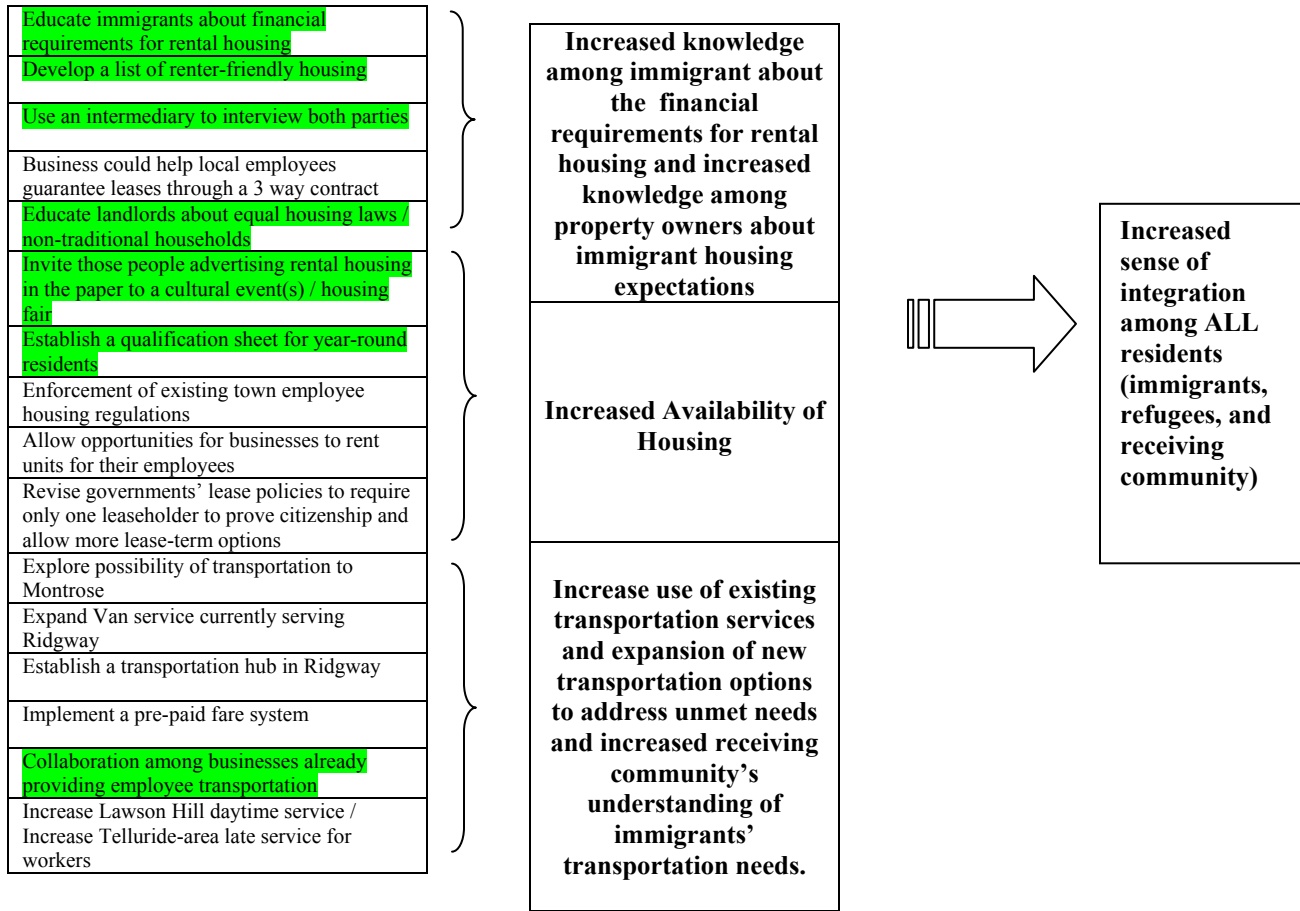 Educate immigrants about financial
requirements for rental housing
Develop a list of renter-friendly housing
Use an intermediary to interview both parties
Business could help local employees
guarantee leases through a 3 way contract
Educate landlords about equal housing laws /
non-traditional households
Invite those people advertising rental housing
in the paper to a cultural event(s) / housing
fair
Establish a qualification sheet for year-round
residents
Enforcement of existing town employee
housing regulations
Allow opportunities for businesses to rent
units for their employees
Revise governments’ lease policies to require
only one leaseholder to prove citizenship and
allow more lease-term options
Explore possibility of transportation to
Montrose
Expand Van service currently serving
Ridgway
Establish a transportation hub in Ridgway
Implement a pre-paid fare system
Collaboration among businesses already
providing employee transportation
Increase Lawson Hill daytime service /
Increase Telluride-area late service for
workers
Increased knowledge
among immigrant about
the financial
requirements for rental
housing and increased
knowledge among
property owners about
immigrant housing
expectations
Increased Availability of
Housing
Increase use of existing
transportation services
and expansion of new
transportation options
to address unmet needs
and increased receiving
community’s
understanding of
immigrants’
transportation needs.
Increased
sense of
integration
among ALL
residents
(immigrants,
refugees, and
receiving
community)